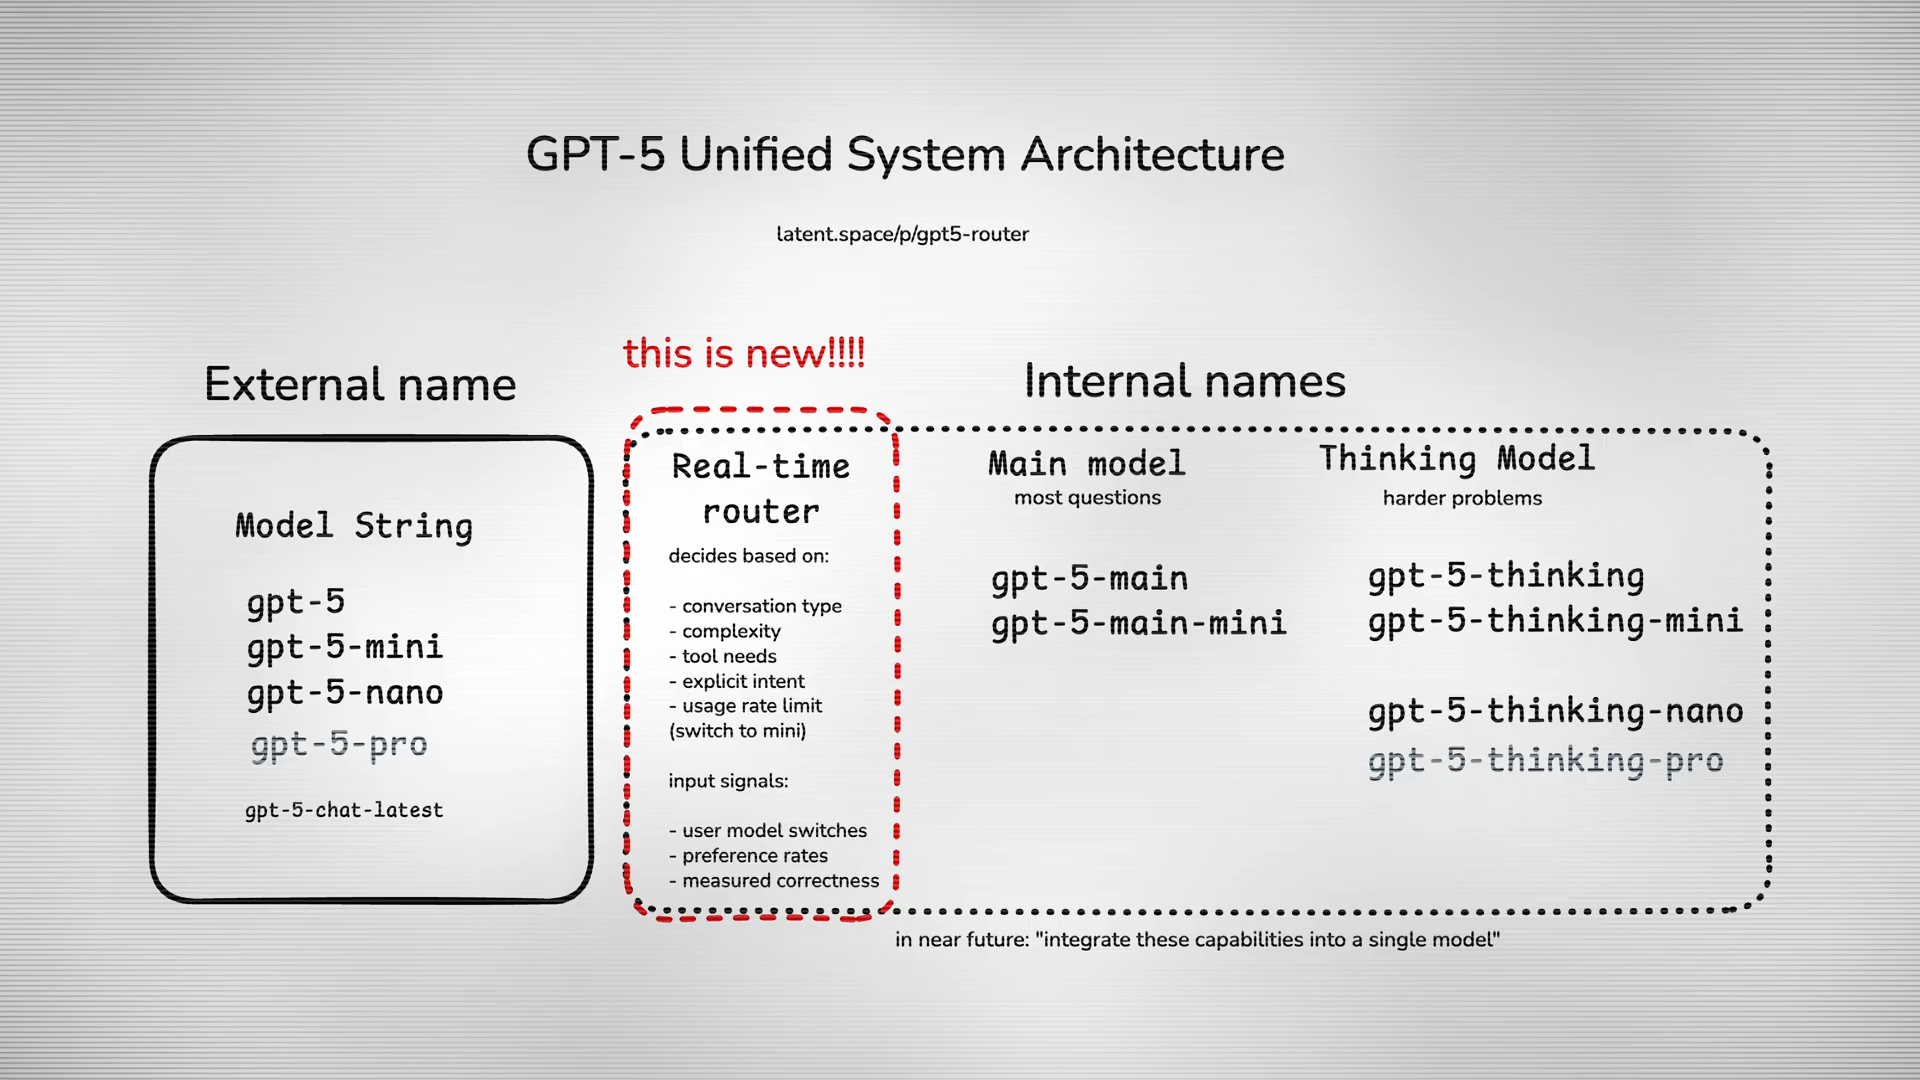 GPT-5 Unified System Architecture
latent.space/p/gpt5-router
External name
Model String
gpt-5
gpt-5-mini
gpt-5-nano
gpt-5-pro
gpt-5-chat-latest
this is new!!!!
Real-time
router
decides based on:
- conversation type
- complexity
- tool needs
- explicit intent
- usage rate limit
(switch to mini)
input signals:
- user model switches
- preference rates
- measured correctness
Internal names
Main model
most questions
gpt-5-main
gpt-5-main-mini
Thinking Model
harder problems
gpt-5-thinking
gpt-5-thinking-mini
gpt-5-thinking-nano
gpt-5-thinking-pro
in near future: "integrate these capabilities into a single model"